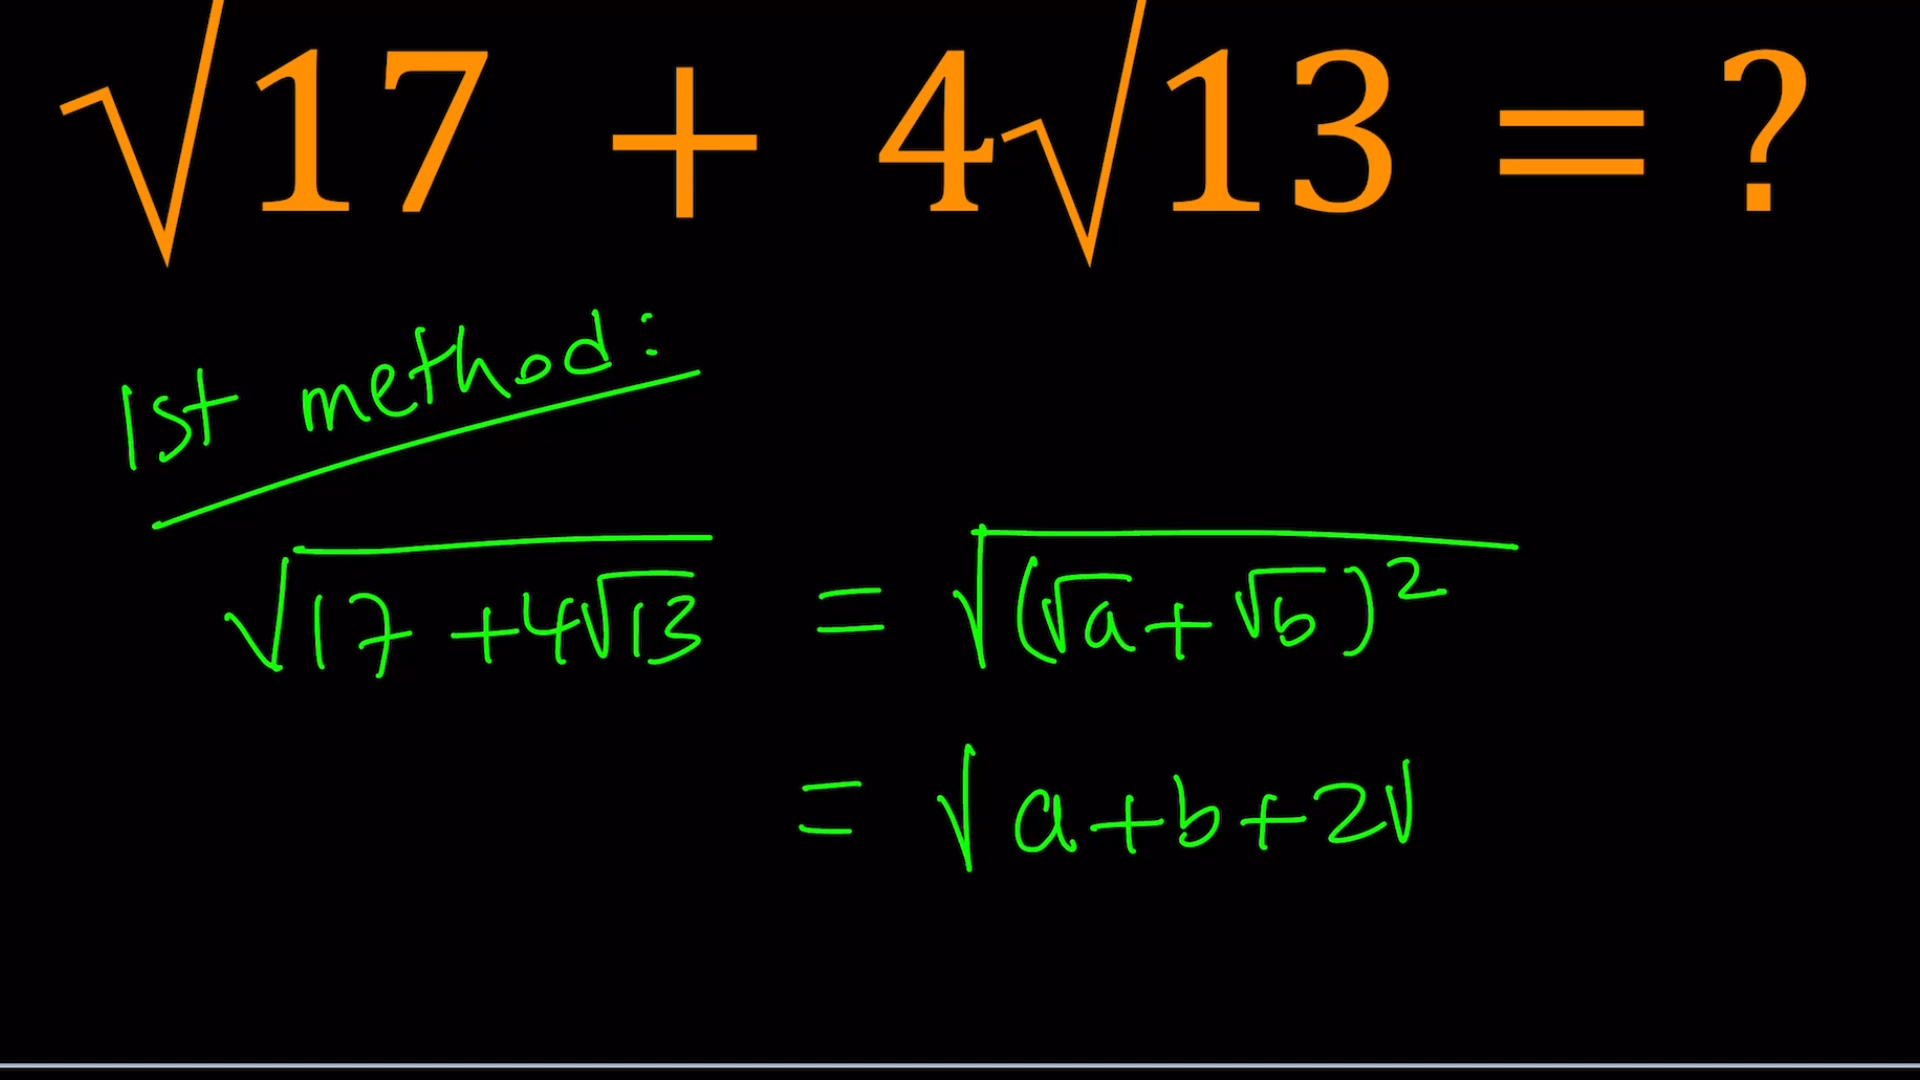 √17 + 4√13 = ?
1st method:
√(17 + 4√13) = √((√a + √b)²)
= √a + b + 2√